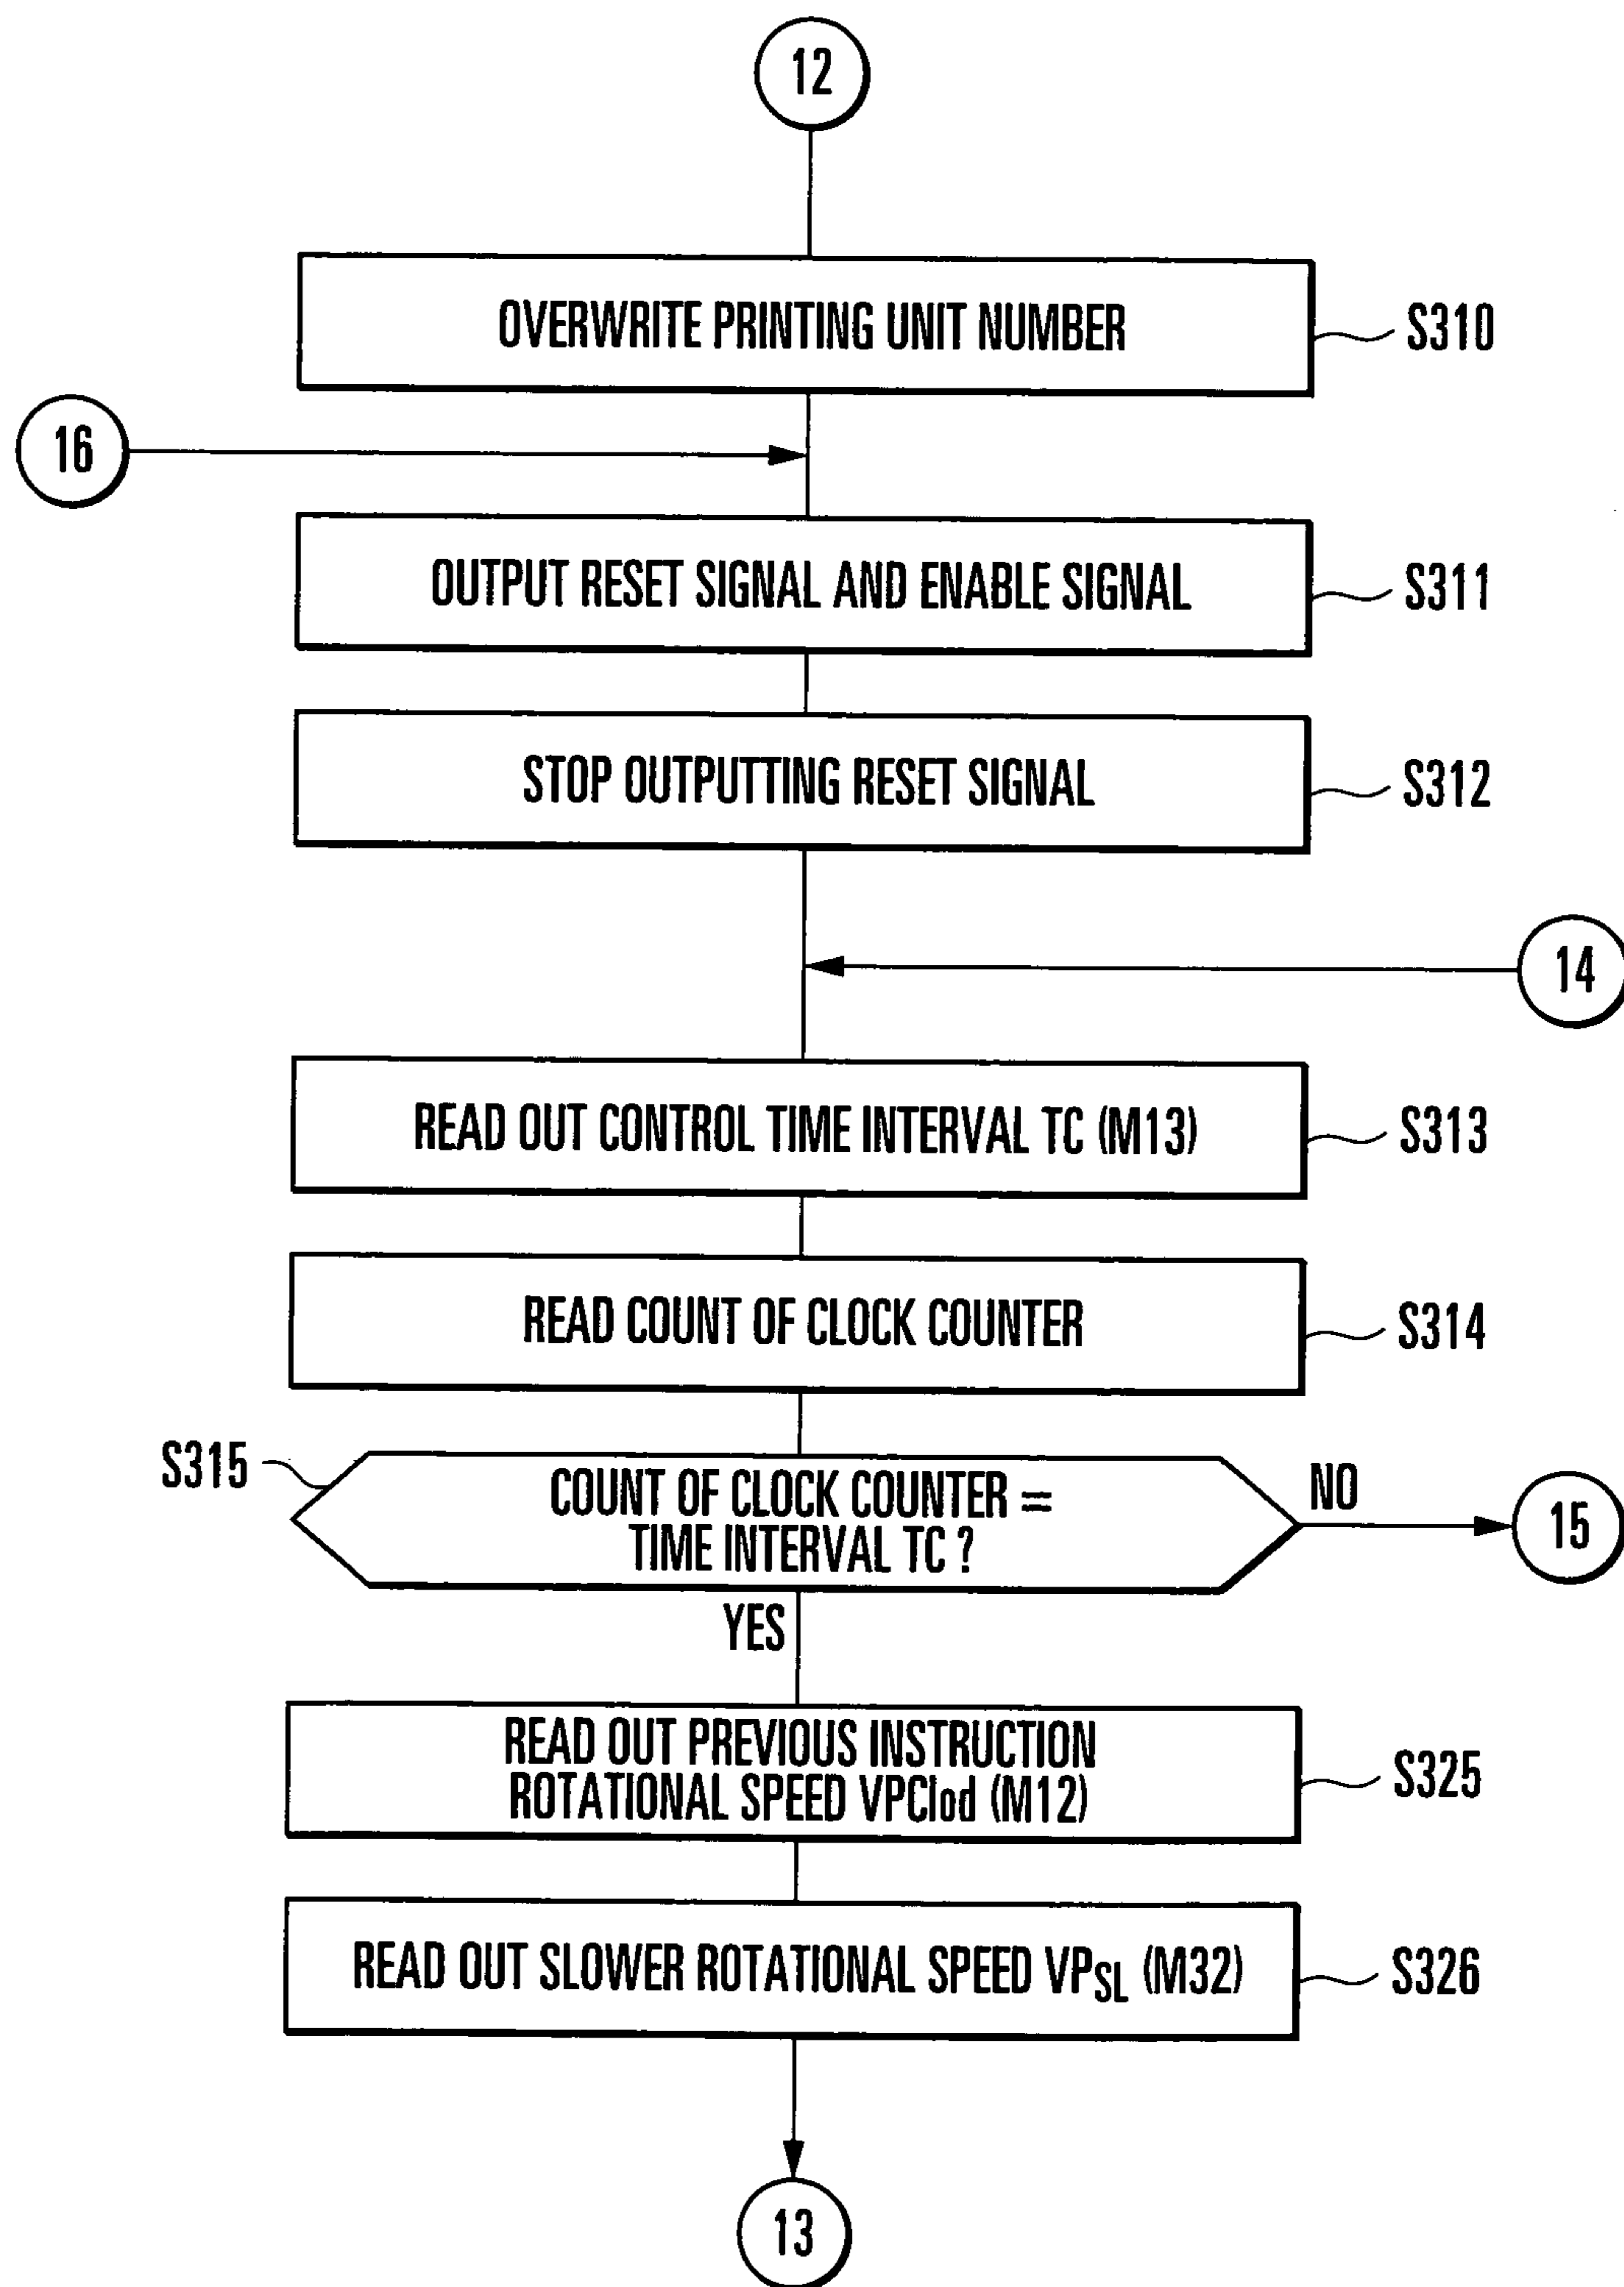 12
OVERWRITE PRINTING UNIT NUMBER
S310
16
OUTPUT RESET SIGNAL AND ENABLE SIGNAL
S311
STOP OUTPUTTING RESET SIGNAL
S312
14
READ OUT CONTROL TIME INTERVAL TC (M13)
S313
READ COUNT OF CLOCK COUNTER
S314
S315
COUNT OF CLOCK COUNTER =
TIME INTERVAL TC ?
NO
15
YES
READ OUT PREVIOUS INSTRUCTION
ROTATIONAL SPEED VPCIod (M12)
S325
READ OUT SLOWER ROTATIONAL SPEED VPSL (M32)
S326
13